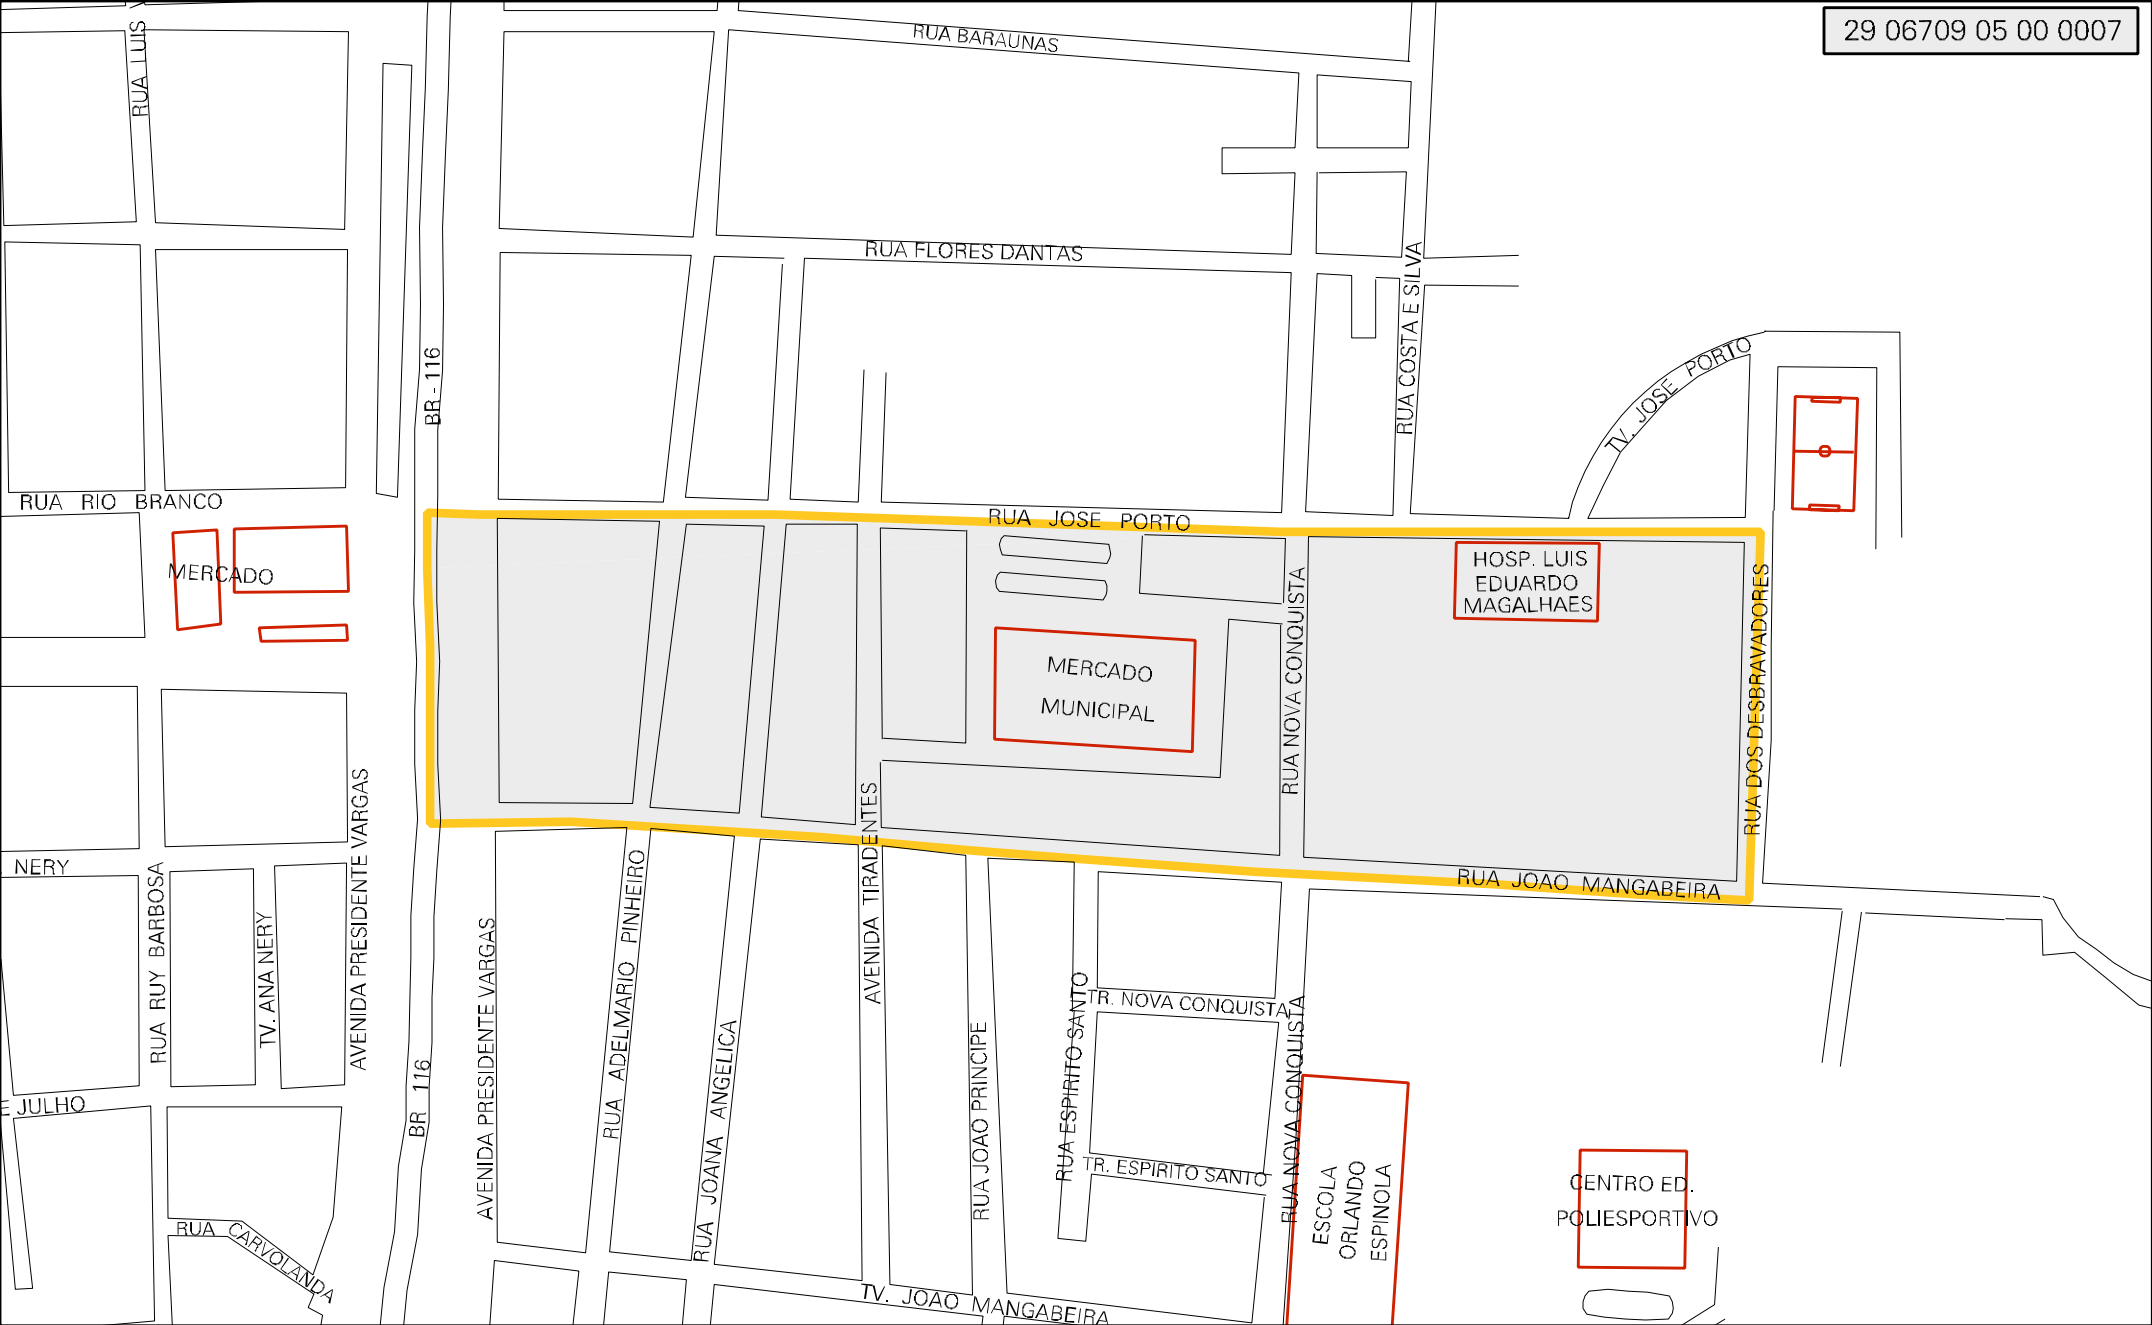 29 06709 05 00 0007
RUA LUIS
RUA BARAUNAS
RUA FLORES DANTAS
RUA COSTA E SILVA
BR - 116
TV. JOSE PORTO
RUA RIO BRANCO
RUA JOSE PORTO
MERCADO
HOSP. LUIS
EDUARDO
MAGALHAES
MERCADO
MUNICIPAL
RUA NOVA CONQUISTA
RUA DOS DESBRAVADORES
AVENIDA PRESIDENTE VARGAS
AVENIDA TIRADENTES
NERY
RUA RUY BARBOSA
TV. ANA NERY
RUA ADELMARIO PINHEIRO
RUA JOAO MANGABEIRA
AVENIDA PRESIDENTE VARGAS
RUA JOANA ANGELICA
RUA JOAO PRINCIPE
RUA ESPIRITO SANTO
TR. NOVA CONQUISTA
RUA NOVA CONQUISTA
BR 116
E JULHO
TR. ESPIRITO SANTO
ESCOLA
ORLANDO
ESPINOLA
CENTRO ED.
POLIESPORTIVO
RUA CARVOLANDA
TV. JOAO MANGABEIRA